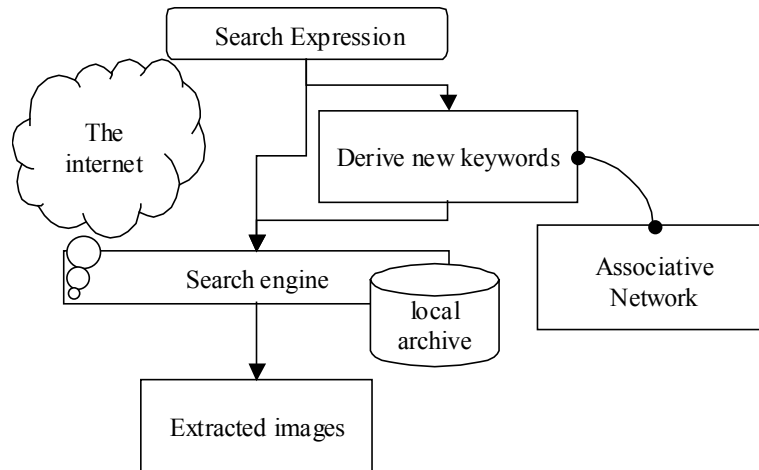 Search Expression
The
internet
Derive new keywords
Associative
Network
Search engine
local
archive
Extracted images